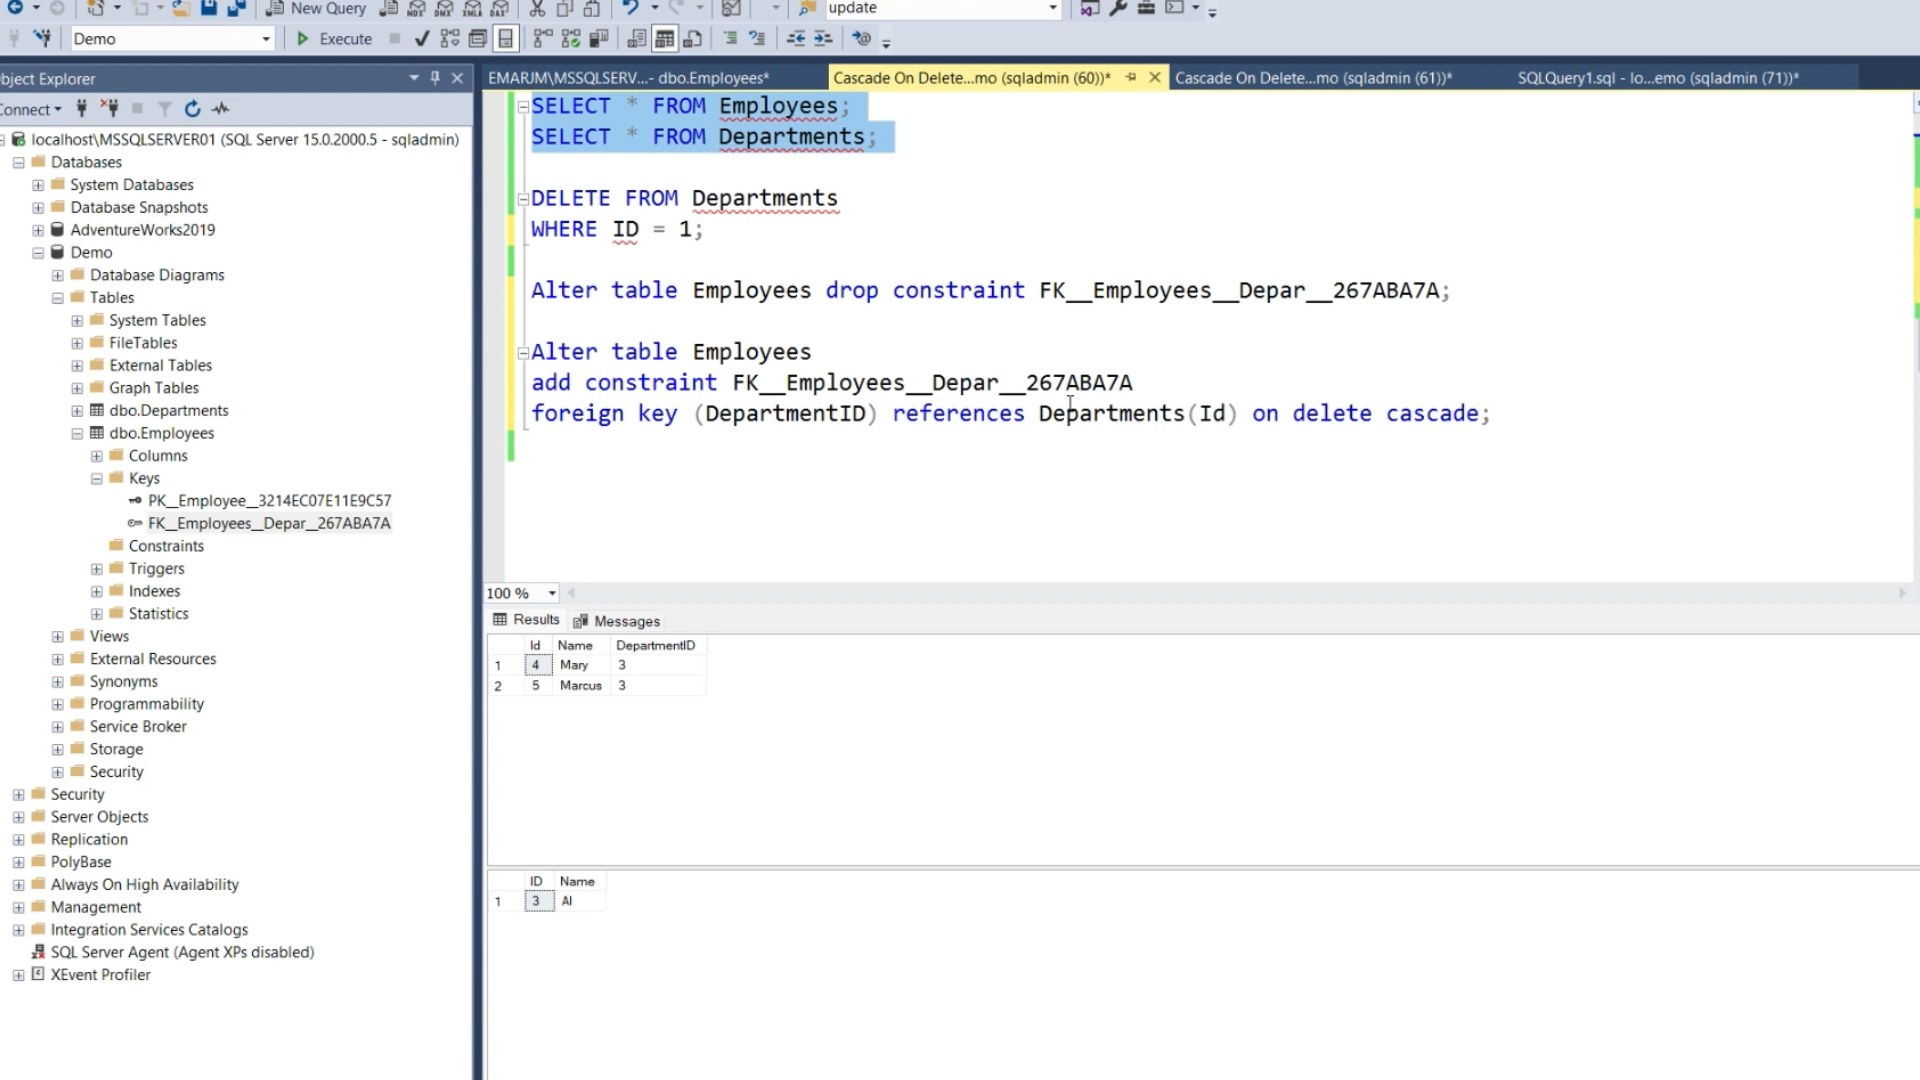 New Query
update
Demo
Execute
bject Explorer
onnect
localhost\MSSQLSERVER01 (SQL Server 15.0.2000.5 - sqladmin)
Databases
System Databases
Database Snapshots
AdventureWorks2019
Demo
Database Diagrams
Tables
System Tables
FileTables
External Tables
Graph Tables
dbo.Departments
dbo.Employees
Columns
Keys
PK__Employee__3214EC07E11E9C57
FK__Employees__Depar__267ABA7A
Constraints
Triggers
Indexes
Statistics
Views
External Resources
Synonyms
Programmability
Service Broker
Storage
Security
Security
Server Objects
Replication
PolyBase
Always On High Availability
Management
Integration Services Catalogs
SQL Server Agent (Agent XPs disabled)
XEvent Profiler
EMARJM\MSSQLSERV...- dbo.Employees*
Cascade On Delete...mo (sqladmin (60))*
Cascade On Delete...mo (sqladmin (61))*
SQLQuery1.sql - lo...emo (sqladmin (71))*
SELECT * FROM Employees;
SELECT * FROM Departments;
DELETE FROM Departments
WHERE ID = 1;
Alter table Employees drop constraint FK__Employees__Depar__267ABA7A;
Alter table Employees
add constraint FK__Employees__Depar__267ABA7A
foreign key (DepartmentID) references Departments(Id) on delete cascade;
100 %
Results Messages
Id Name DepartmentID
1 4 Mary 3
2 5 Marcus 3
ID Name
1 3 AI